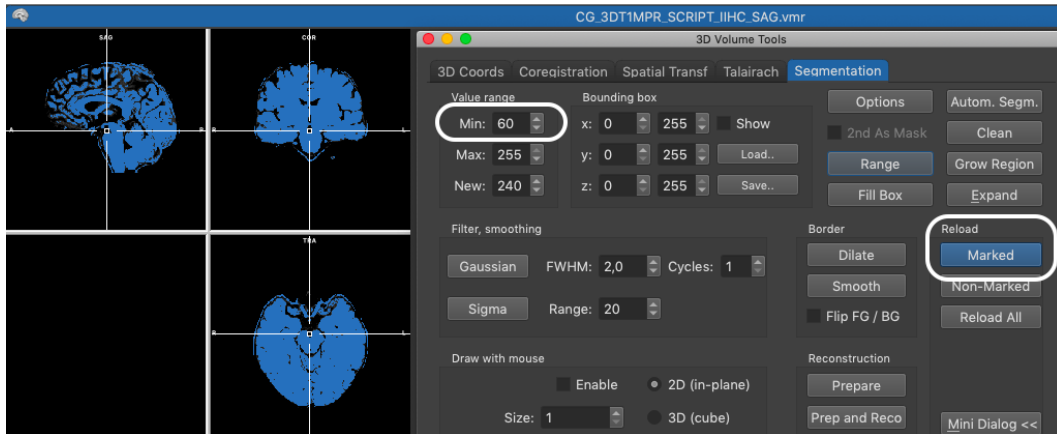 CG_3DT1MPR_SCRIPT_IIHC_SAG.vmr
SAG
COR
A
P
R
L
TRA
R
L
3D Volume Tools
3D Coords Coregistration Spatial Transf Talairach Segmentation
Value range
Min: 60
Max: 255
New: 240
Bounding box
x: 0 255 Show
y: 0 255 Load..
z: 0 255 Save..
Options Autom. Segm.
2nd As Mask Clean
Range Grow Region
Fill Box Expand
Filter, smoothing
Gaussian FWHM: 2,0 Cycles: 1
Sigma Range: 20
Border
Dilate
Smooth
Flip FG / BG
Reload
Marked
Non-Marked
Reload All
Draw with mouse
Enable 2D (in-plane)
Size: 1 3D (cube)
Reconstruction
Prepare
Prep and Reco
Mini Dialog <<